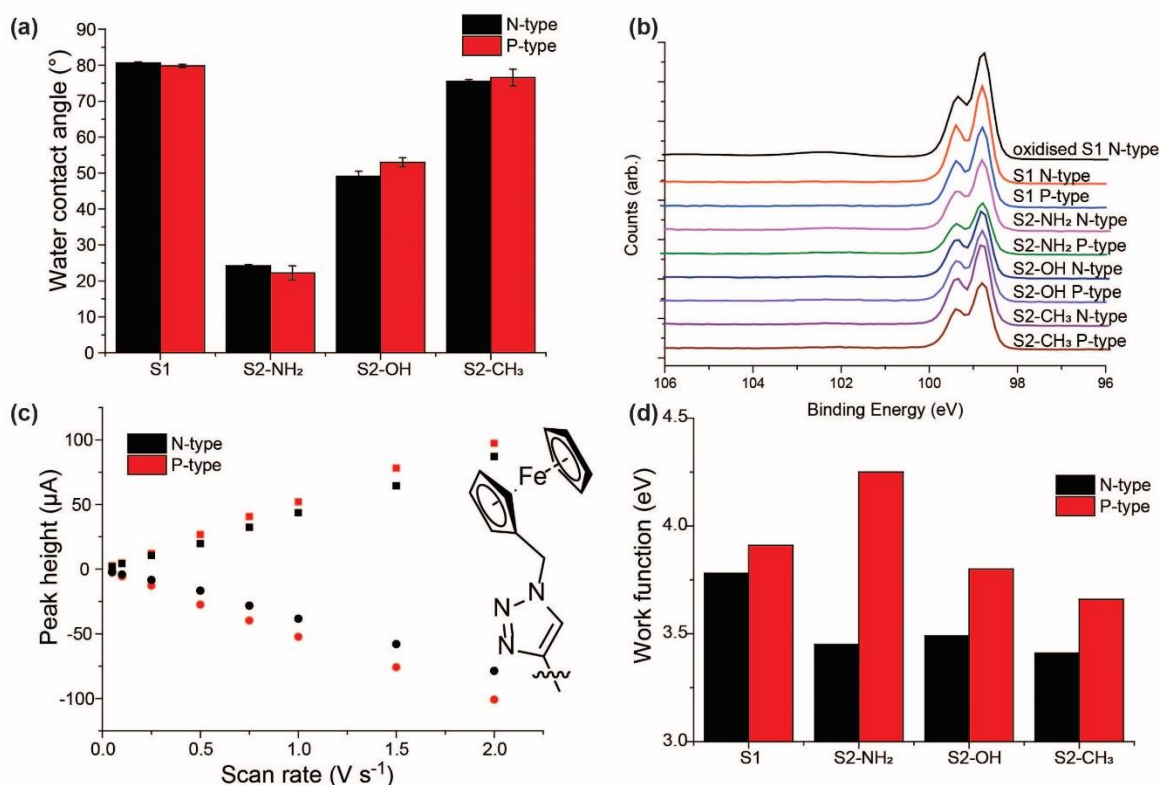 (a)
Water contact angle (°)
90
80
70
60
50
40
30
20
10
0
N-type
P-type
S1
S2-NH₂
S2-OH
S2-CH₃
(b)
Counts (arb.)
oxidised S1 N-type
S1 N-type
S1 P-type
S2-NH₂ N-type
S2-NH₂ P-type
S2-OH N-type
S2-OH P-type
S2-CH₃ N-type
S2-CH₃ P-type
106 104 102 100 98 96
Binding Energy (eV)
(c)
Peak height (µA)
100
50
0
-50
-100
N-type
P-type
Fe
N
N
N
0.0 0.5 1.0 1.5 2.0
Scan rate (V s⁻¹)
(d)
Work function (eV)
4.5
4.0
3.5
3.0
N-type
P-type
S1
S2-NH₂
S2-OH
S2-CH₃